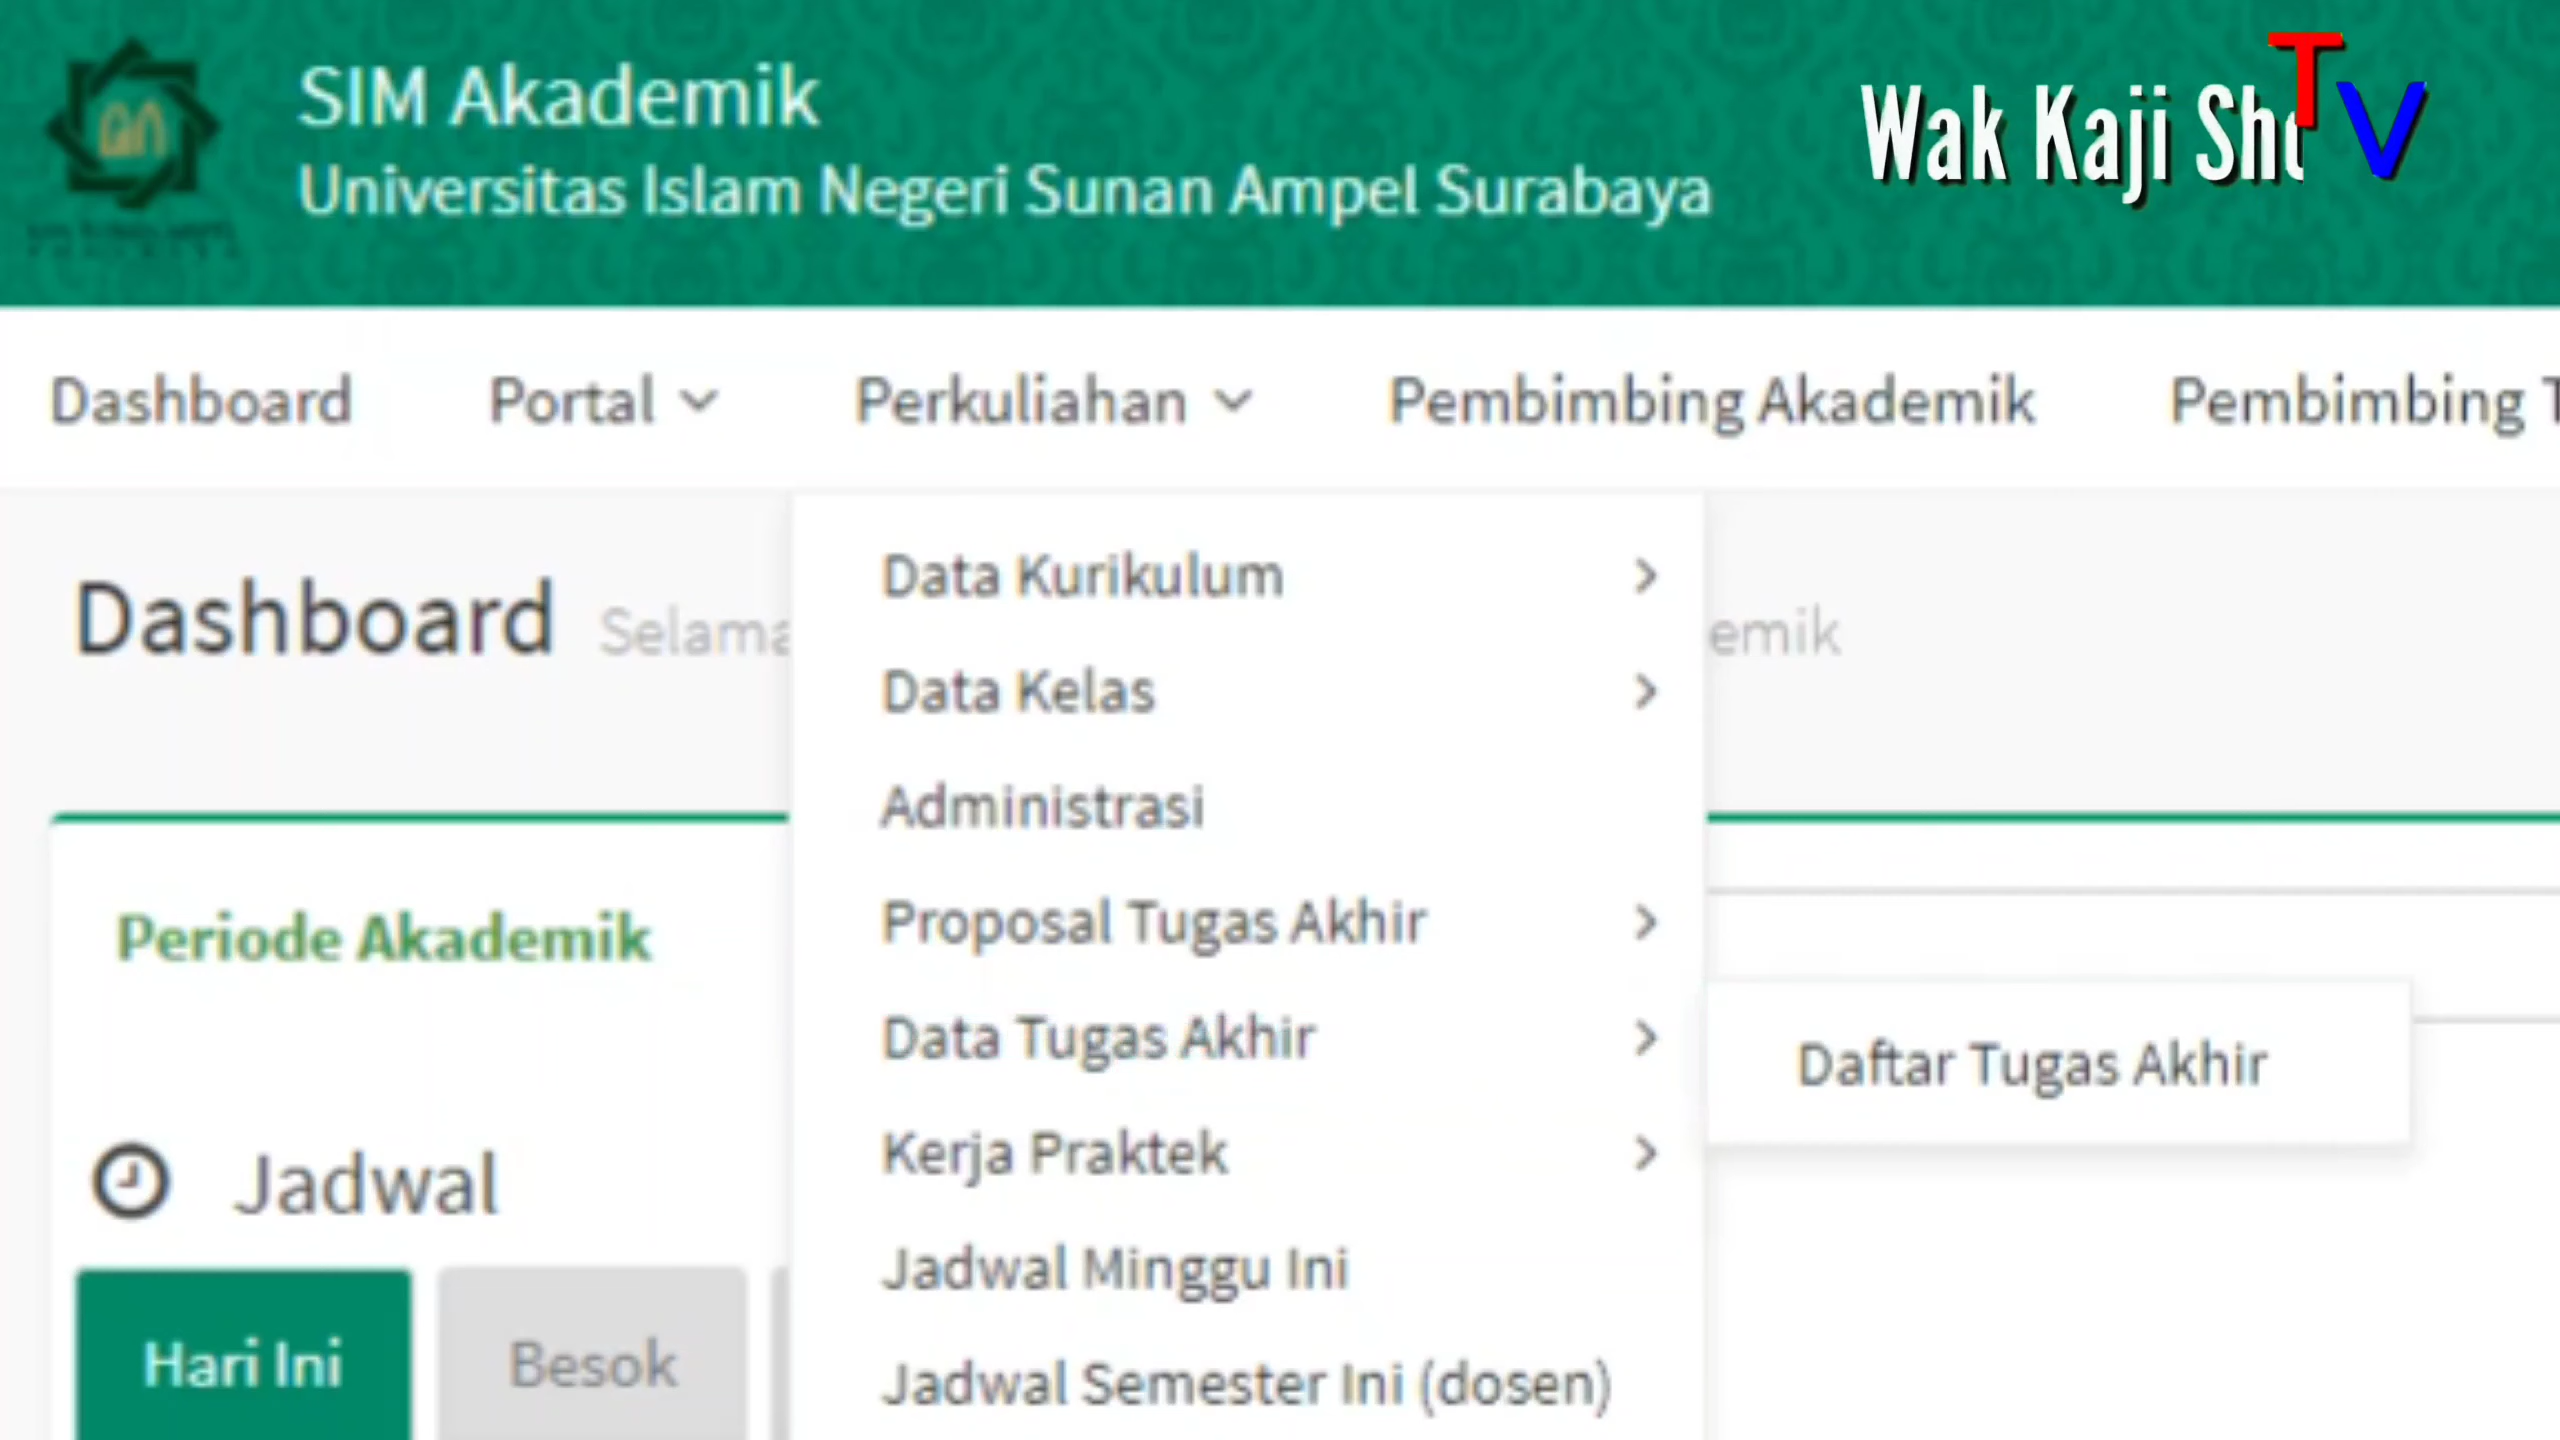 SIM Akademik
Universitas Islam Negeri Sunan Ampel Surabaya
Wak Kaji Sho
TV
Dashboard Portal Perkuliahan Pembimbing Akademik Pembimbing T
Dashboard Selama emik
Data Kurikulum
Data Kelas
Administrasi
Proposal Tugas Akhir
Data Tugas Akhir
Daftar Tugas Akhir
Kerja Praktek
Jadwal Minggu Ini
Jadwal Semester Ini (dosen)
Periode Akademik
Jadwal
Hari Ini Besok